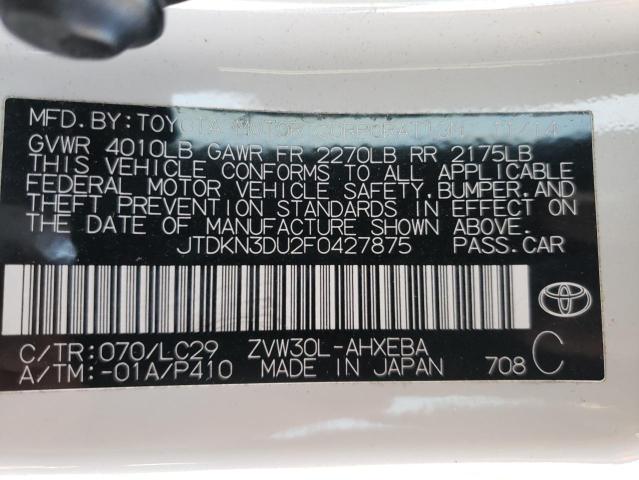 MFD. BY: TOYOTA MOTOR CORPORATION 11/14
GVWR 4010LB GAWR FR 2270LB RR 2175LB
THIS VEHICLE CONFORMS TO ALL APPLICABLE
FEDERAL MOTOR VEHICLE SAFETY, BUMPER, AND
THEFT PREVENTION STANDARDS IN EFFECT ON
THE DATE OF MANUFACTURE SHOWN ABOVE.
JTDKN3DU2F0427875 PASS. CAR
C/TR: 070/LC29 ZVW30L-AHXEBA
A/TM: -01A/P410 MADE IN JAPAN 708 C